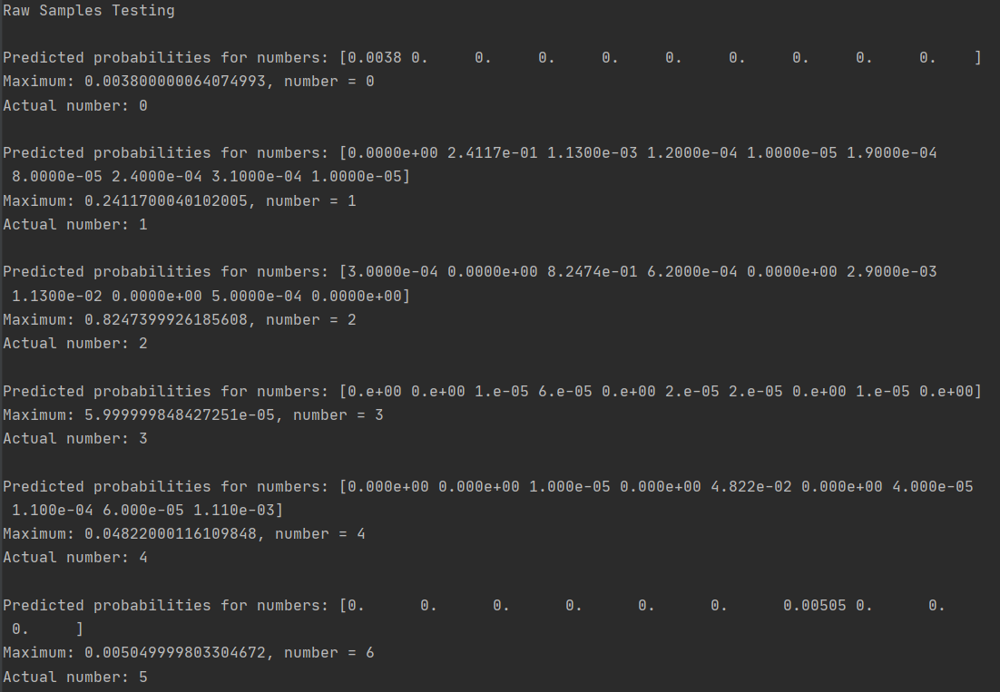 Raw Samples Testing
Predicted probabilities for numbers: [0.0038 0.     0.     0.     0.     0.     0.     0.     0.     0.    ]
Maximum: 0.003800000064074993, number = 0
Actual number: 0
Predicted probabilities for numbers: [0.0000e+00 2.4117e-01 1.1300e-03 1.2000e-04 1.0000e-05 1.9000e-04
 8.0000e-05 2.4000e-04 3.1000e-04 1.0000e-05]
Maximum: 0.2411700040102005, number = 1
Actual number: 1
Predicted probabilities for numbers: [3.0000e-04 0.0000e+00 8.2474e-01 6.2000e-04 0.0000e+00 2.9000e-03
 1.1300e-02 0.0000e+00 5.0000e-04 0.0000e+00]
Maximum: 0.8247399926185608, number = 2
Actual number: 2
Predicted probabilities for numbers: [0.e+00 0.e+00 1.e-05 6.e-05 0.e+00 2.e-05 2.e-05 0.e+00 1.e-05 0.e+00]
Maximum: 5.999999848427251e-05, number = 3
Actual number: 3
Predicted probabilities for numbers: [0.000e+00 0.000e+00 1.000e-05 0.000e+00 4.822e-02 0.000e+00 4.000e-05
 1.100e-04 6.000e-05 1.110e-03]
Maximum: 0.04822000116109848, number = 4
Actual number: 4
Predicted probabilities for numbers: [0.      0.      0.      0.      0.      0.      0.00505 0.      0.
 0.     ]
Maximum: 0.005049999803304672, number = 6
Actual number: 5